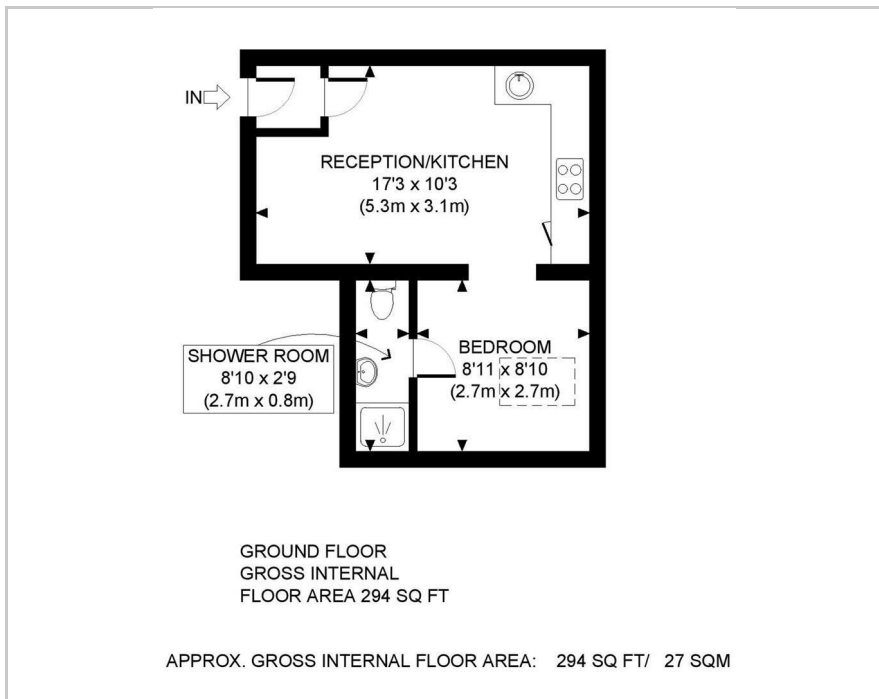 IN
RECEPTION/KITCHEN
17'3 x 10'3
(5.3m x 3.1m)
SHOWER ROOM
8'10 x 2'9
(2.7m x 0.8m)
BEDROOM
8'11 x 8'10
(2.7m x 2.7m)
GROUND FLOOR
GROSS INTERNAL
FLOOR AREA 294 SQ FT
APPROX. GROSS INTERNAL FLOOR AREA: 294 SQ FT/ 27 SQM